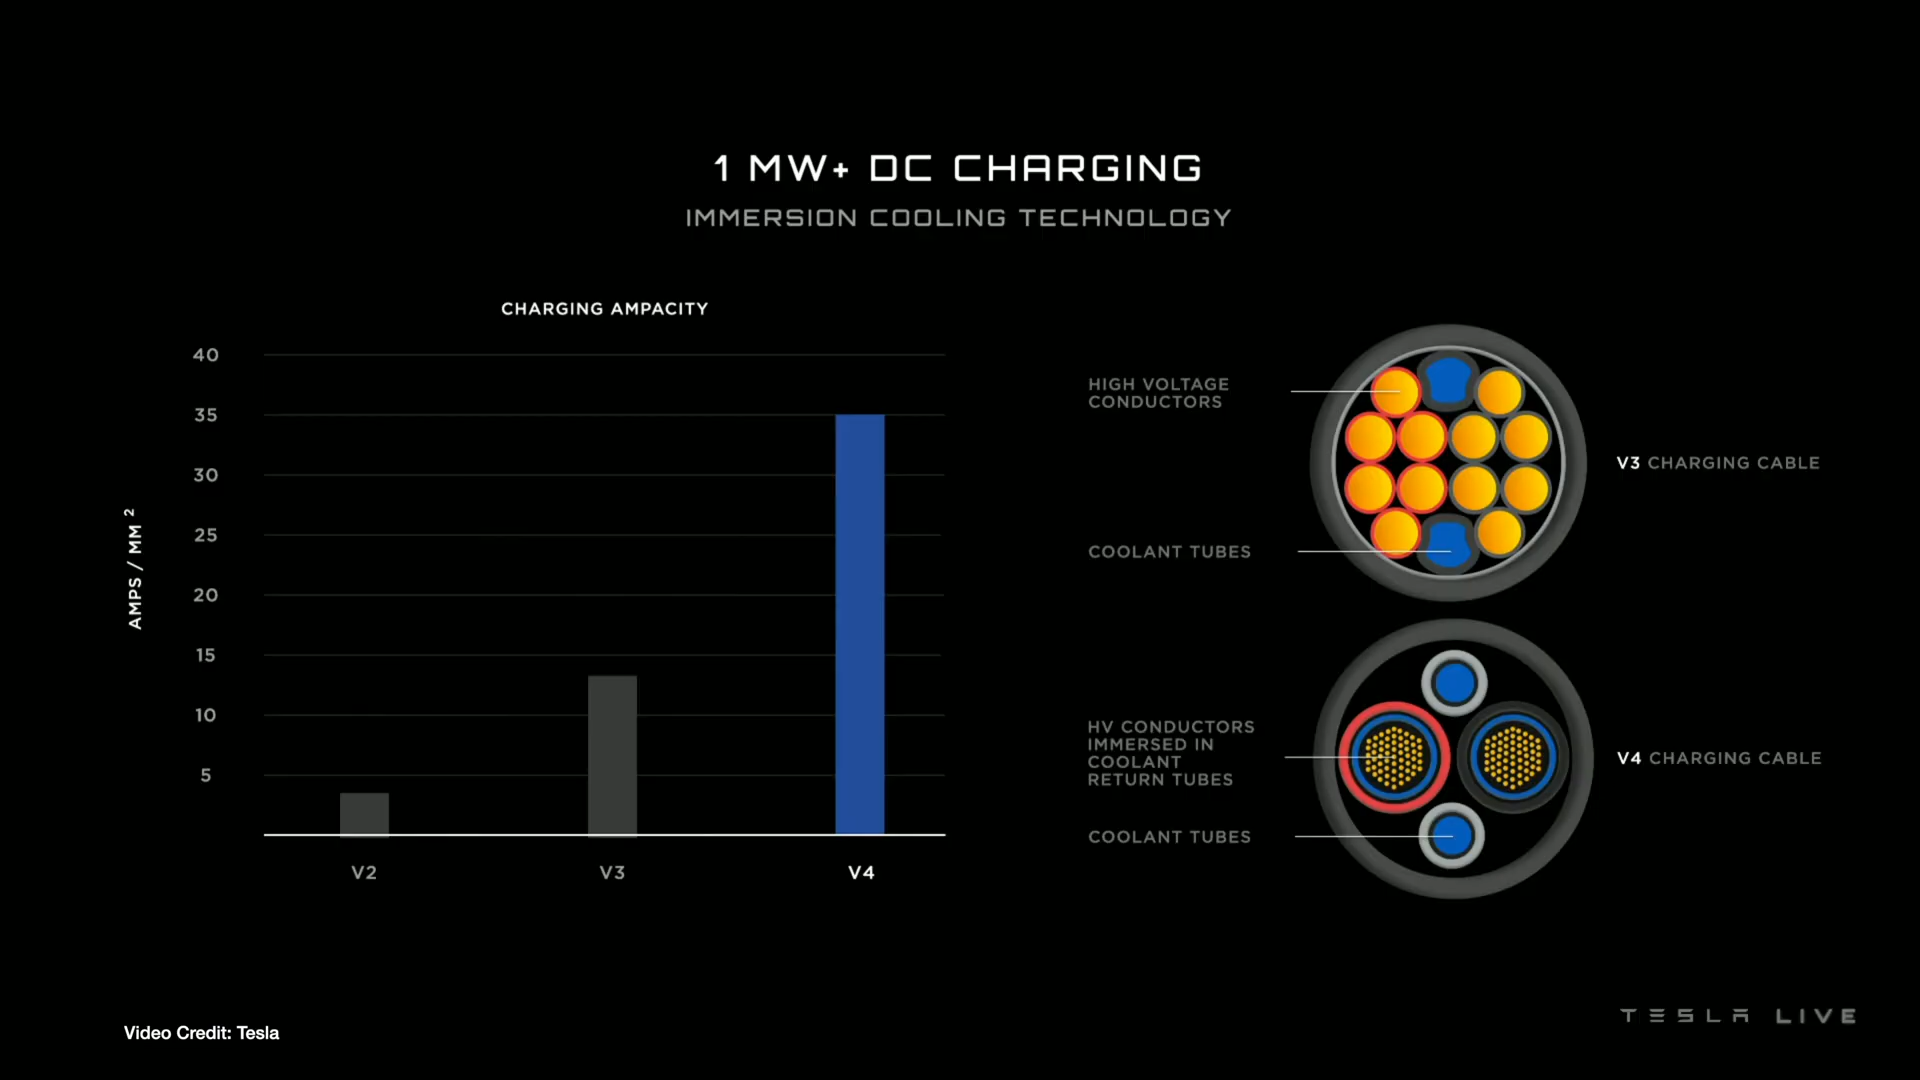 1 MW+ DC CHARGING
IMMERSION COOLING TECHNOLOGY
CHARGING AMPACITY
40
35
30
25
20
15
10
5
AMPS / MM 2
V2
V3
V4
HIGH VOLTAGE
CONDUCTORS
COOLANT TUBES
V3 CHARGING CABLE
HV CONDUCTORS
IMMERSED IN
COOLANT
RETURN TUBES
COOLANT TUBES
V4 CHARGING CABLE
Video Credit: Tesla
TESLA LIVE